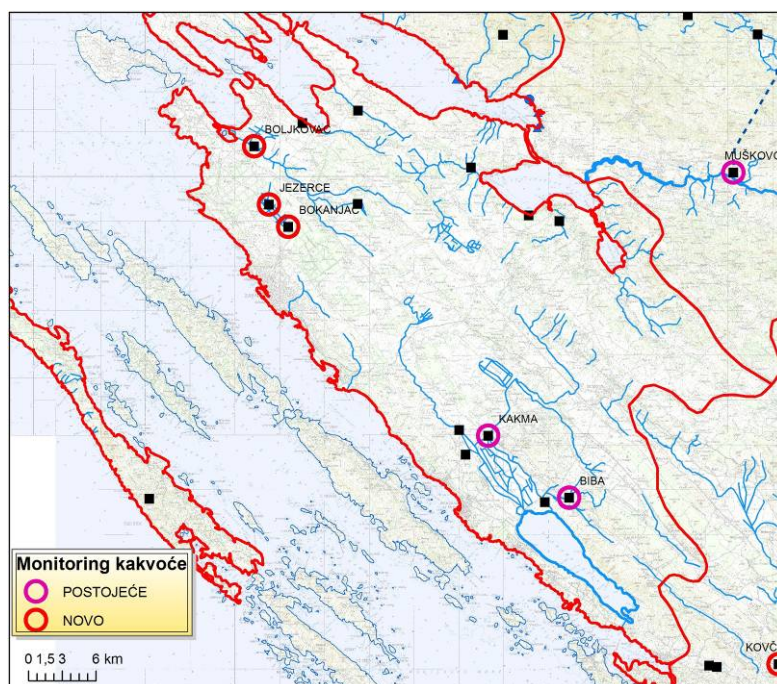 BOLJKOVAC
MUŠKOVC
JEZERCE
BOKANJAC
KAKMA
BIBA
KOVČ
Monitoring kakvoće
POSTOJEĆE
NOVO
0 1,5 3 6 km